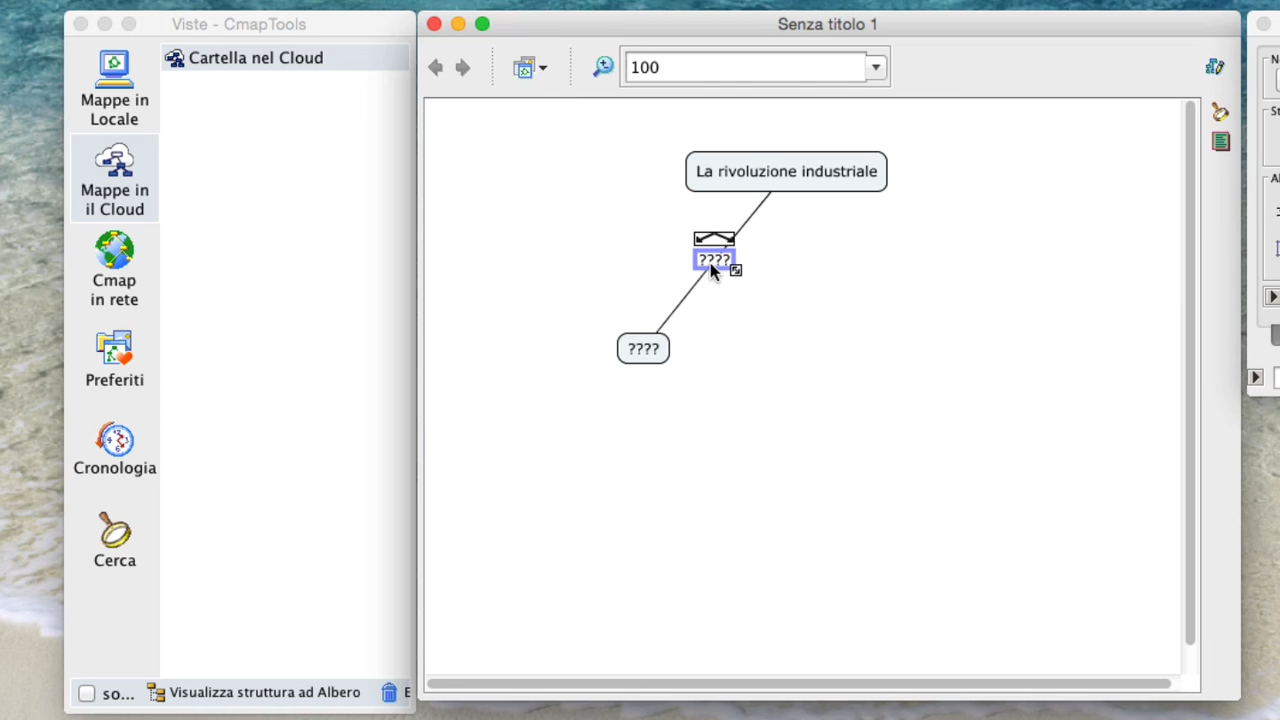 Viste - CmapTools
Mappe in
Locale
Mappe in
il Cloud
Cmap
in rete
Preferiti
Cronologia
Cerca
Cartella nel Cloud
so...
Visualizza struttura ad Albero
E
Senza titolo 1
100
La rivoluzione industriale
????
????